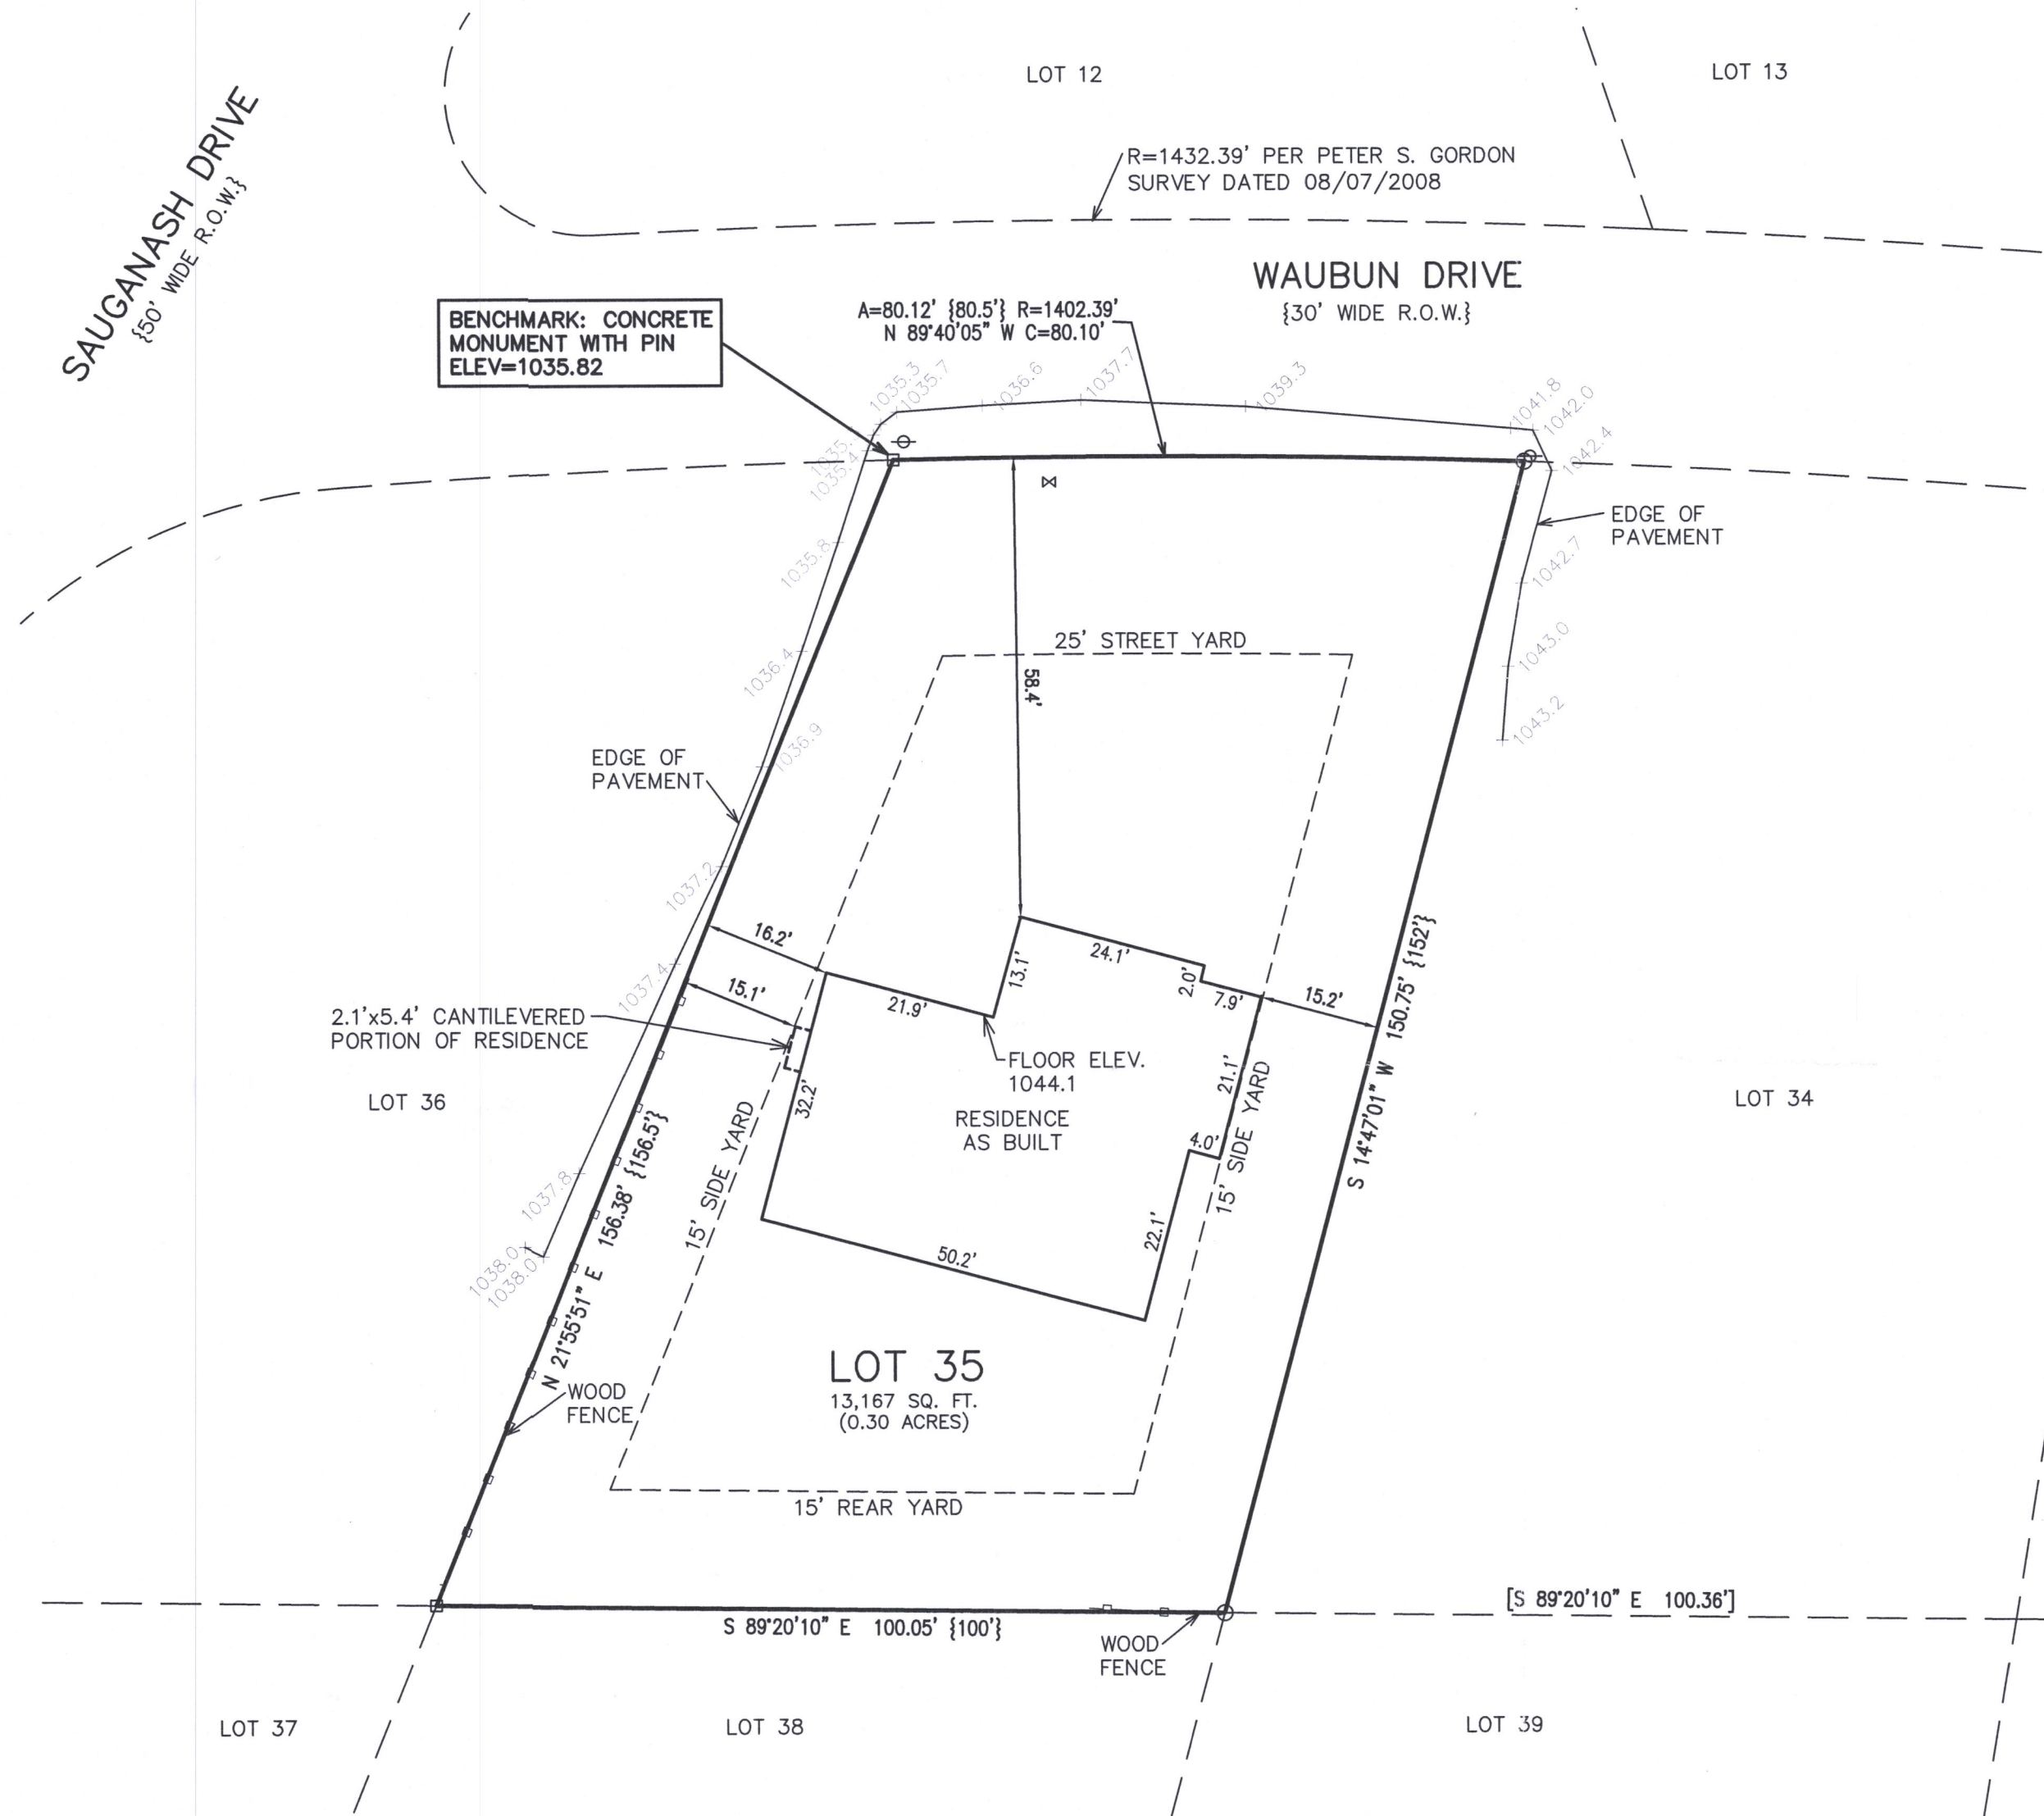 LOT 12
LOT 13
SAUGANASH DRIVE
{50' WIDE R.O.W.}
R=1432.39' PER PETER S. GORDON
SURVEY DATED 08/07/2008
WAUBUN DRIVE
{30' WIDE R.O.W.}
BENCHMARK: CONCRETE
MONUMENT WITH PIN
ELEV=1035.82
A=80.12' {80.5'} R=1402.39'
N 89°40'05" W C=80.10'
1035.3
1035.7
1036.6
1037.7
1039.3
1041.8
1042.0
1042.4
1035.4
1035.8
1036.4
1036.9
1037.2
1037.4
1037.8
1038.0
1038.0
EDGE OF
PAVEMENT
1042.7
1043.0
1043.2
25' STREET YARD
58.4'
EDGE OF
PAVEMENT
16.2'
15.1'
2.1'x5.4' CANTILEVERED
PORTION OF RESIDENCE
21.9'
13.1'
24.1'
2.0'
7.9'
15.2'
FLOOR ELEV.
1044.1
RESIDENCE
AS BUILT
32.2'
21.1'
4.0'
22.1'
50.2'
15' SIDE YARD
15' SIDE YARD
S 14°47'01" W 150.75' {152'}
N 21°55'51" E 156.38' {156.5'}
LOT 36
LOT 34
LOT 35
13,167 SQ. FT.
(0.30 ACRES)
WOOD
FENCE
15' REAR YARD
S 89°20'10" E 100.05' {100'}
[S 89°20'10" E 100.36']
WOOD
FENCE
LOT 37
LOT 38
LOT 39